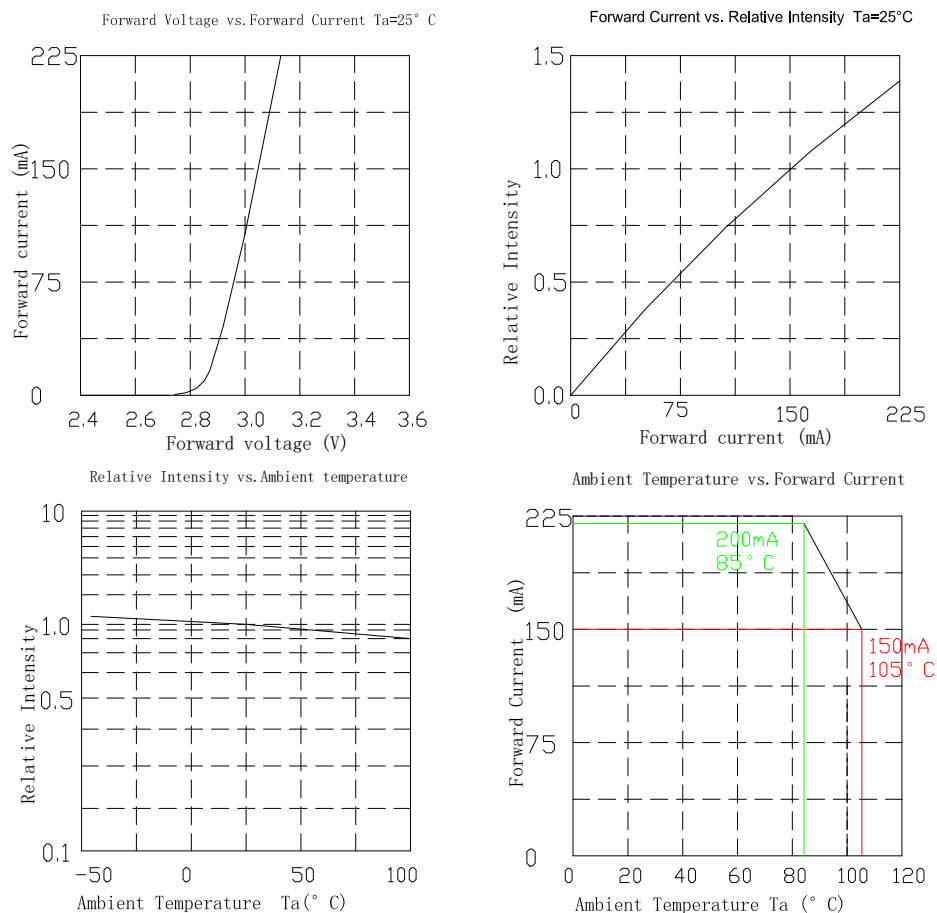 Forward Voltage vs.Forward Current Ta=25° C
225
150
75
0
Forward current (mA)
2.4 2.8 3.0 3.2 3.4 3.6
Forward voltage (V)
Forward Current vs. Relative Intensity Ta=25°C
1.5
1.0
0.5
0.0
Relative Intensity
0 75 150 225
Forward current (mA)
Relative Intensity vs.Ambient temperature
10
1.0
0.5
0.1
Relative Intensity
-50 0 50 100
Ambient Temperature Ta(° C)
Ambient Temperature vs.Forward Current
225
150
75
0
Forward Current (mA)
200mA
85° C
150mA
105° C
0 20 40 60 80 100 120
Ambient Temperature Ta (° C)